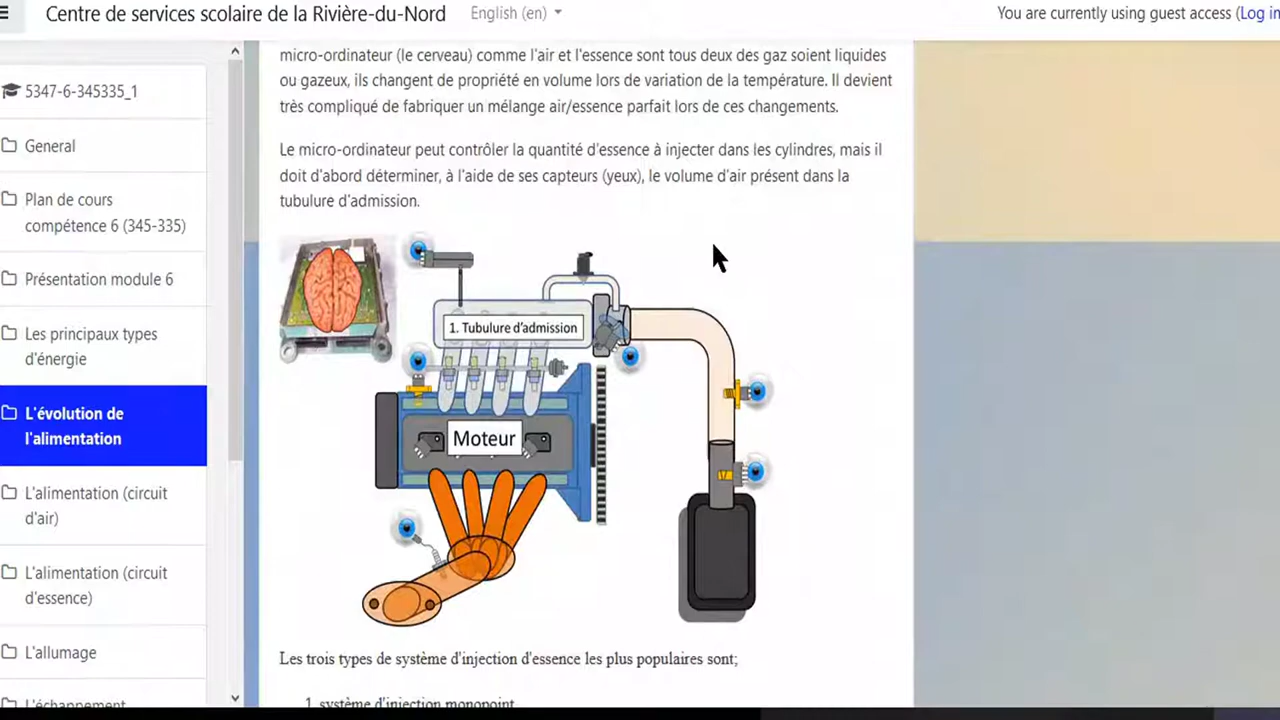 Centre de services scolaire de la Rivière-du-Nord
English (en)
You are currently using guest access (Log in
5347-6-345335_1
General
Plan de cours
compétence 6 (345-335)
Présentation module 6
Les principaux types
d'énergie
L'évolution de
l'alimentation
L'alimentation (circuit
d'air)
L'alimentation (circuit
d'essence)
L'allumage
L'échappement
micro-ordinateur (le cerveau) comme l'air et l'essence sont tous deux des gaz soient liquides
ou gazeux, ils changent de propriété en volume lors de variation de la température. Il devient
très compliqué de fabriquer un mélange air/essence parfait lors de ces changements.
Le micro-ordinateur peut contrôler la quantité d'essence à injecter dans les cylindres, mais il
doit d'abord déterminer, à l'aide de ses capteurs (yeux), le volume d'air présent dans la
tubulure d'admission.
1. Tubulure d'admission
Moteur
Les trois types de système d'injection d'essence les plus populaires sont;
1. système d'injection monopoint